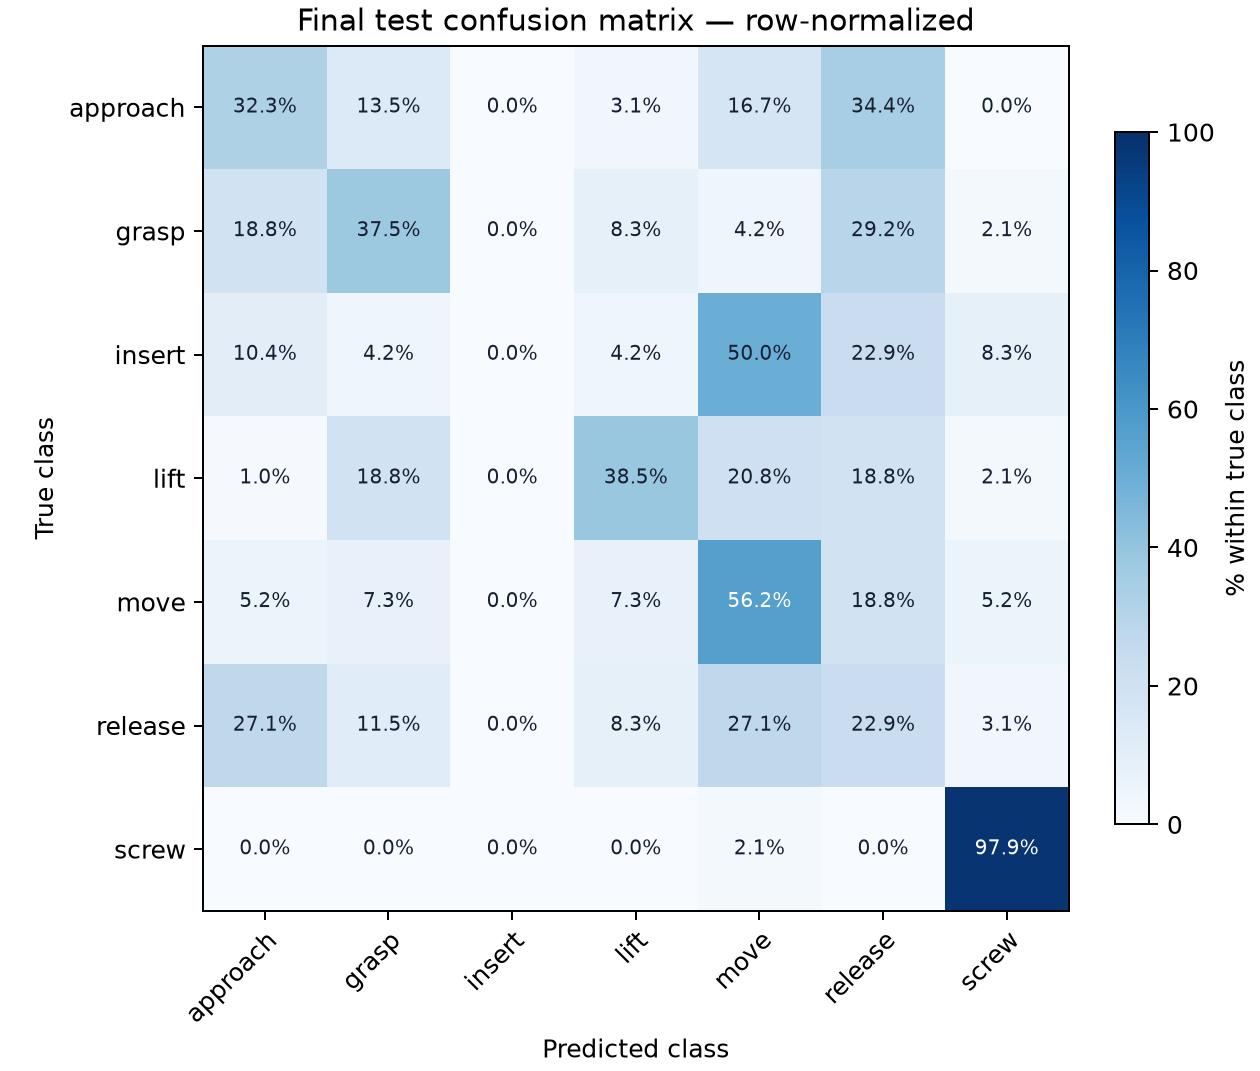 Final test confusion matrix — row-normalized
approach 32.3% 13.5% 0.0% 3.1% 16.7% 34.4% 0.0%
grasp 18.8% 37.5% 0.0% 8.3% 4.2% 29.2% 2.1%
insert 10.4% 4.2% 0.0% 4.2% 50.0% 22.9% 8.3%
lift 1.0% 18.8% 0.0% 38.5% 20.8% 18.8% 2.1%
move 5.2% 7.3% 0.0% 7.3% 56.2% 18.8% 5.2%
release 27.1% 11.5% 0.0% 8.3% 27.1% 22.9% 3.1%
screw 0.0% 0.0% 0.0% 0.0% 2.1% 0.0% 97.9%
approach grasp insert lift move release screw
Predicted class
True class
100
80
60
40
20
0
% within true class